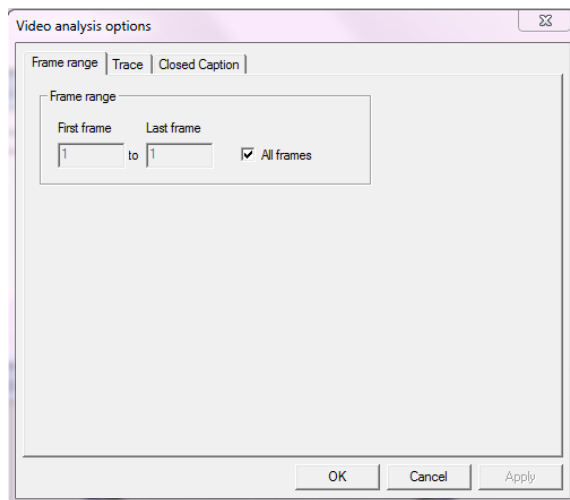 Video analysis options
Frame range Trace Closed Caption
Frame range
First frame Last frame
1 to 1 All frames
OK Cancel Apply